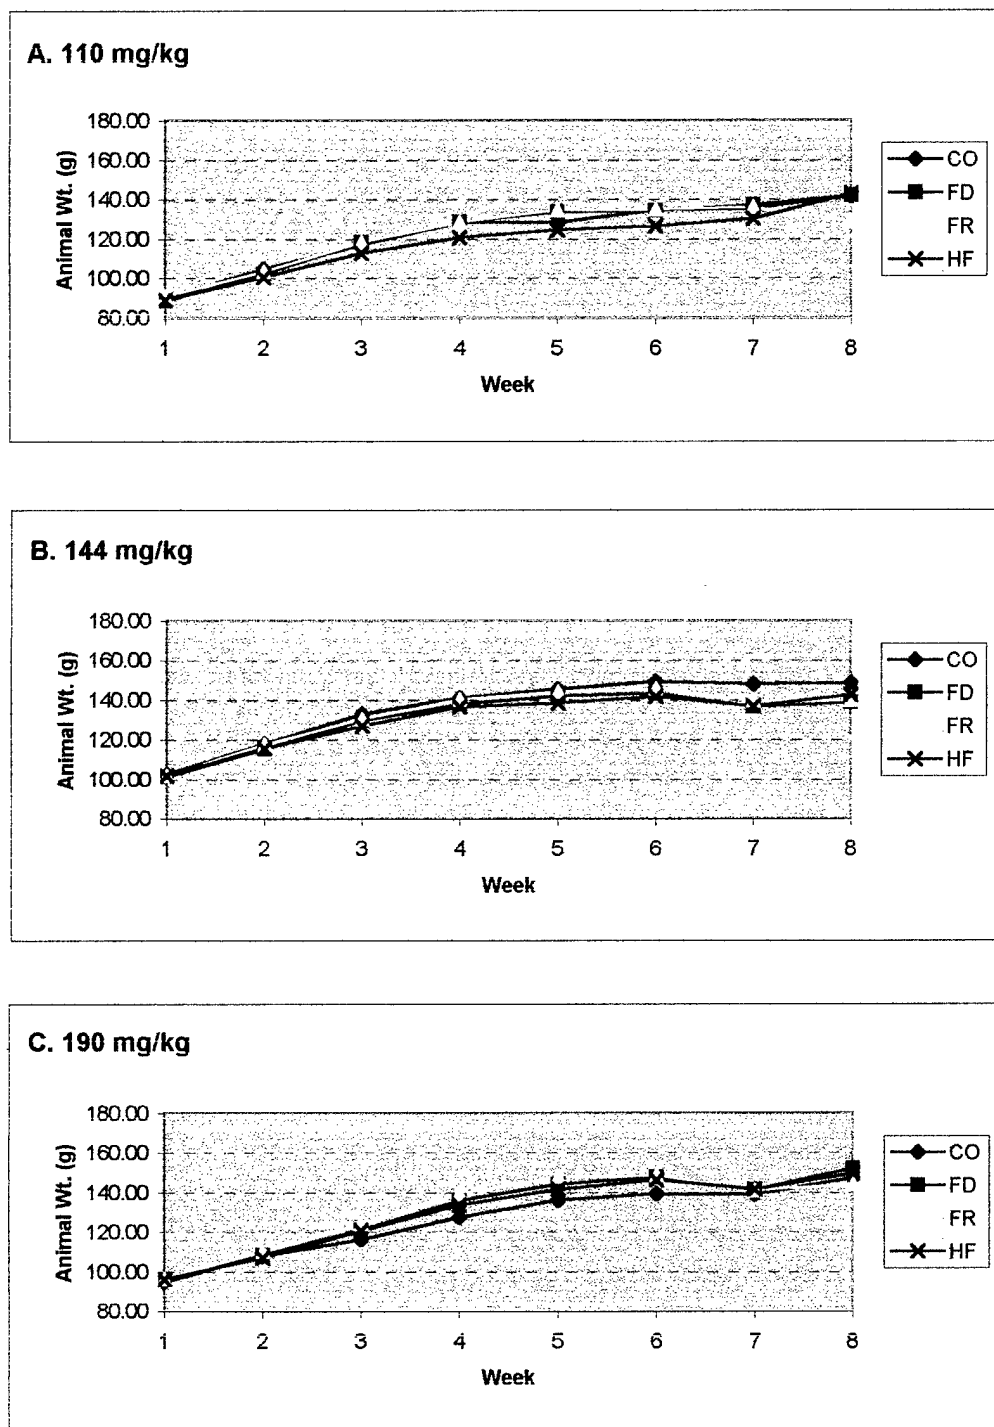 A. 110 mg/kg
180.00
160.00
140.00
120.00
100.00
80.00
Animal Wt. (g)
1 2 3 4 5 6 7 8
Week
CO
FD
FR
HF
B. 144 mg/kg
180.00
160.00
140.00
120.00
100.00
80.00
Animal Wt. (g)
1 2 3 4 5 6 7 8
Week
CO
FD
FR
HF
C. 190 mg/kg
180.00
160.00
140.00
120.00
100.00
80.00
Animal Wt. (g)
1 2 3 4 5 6 7 8
Week
CO
FD
FR
HF